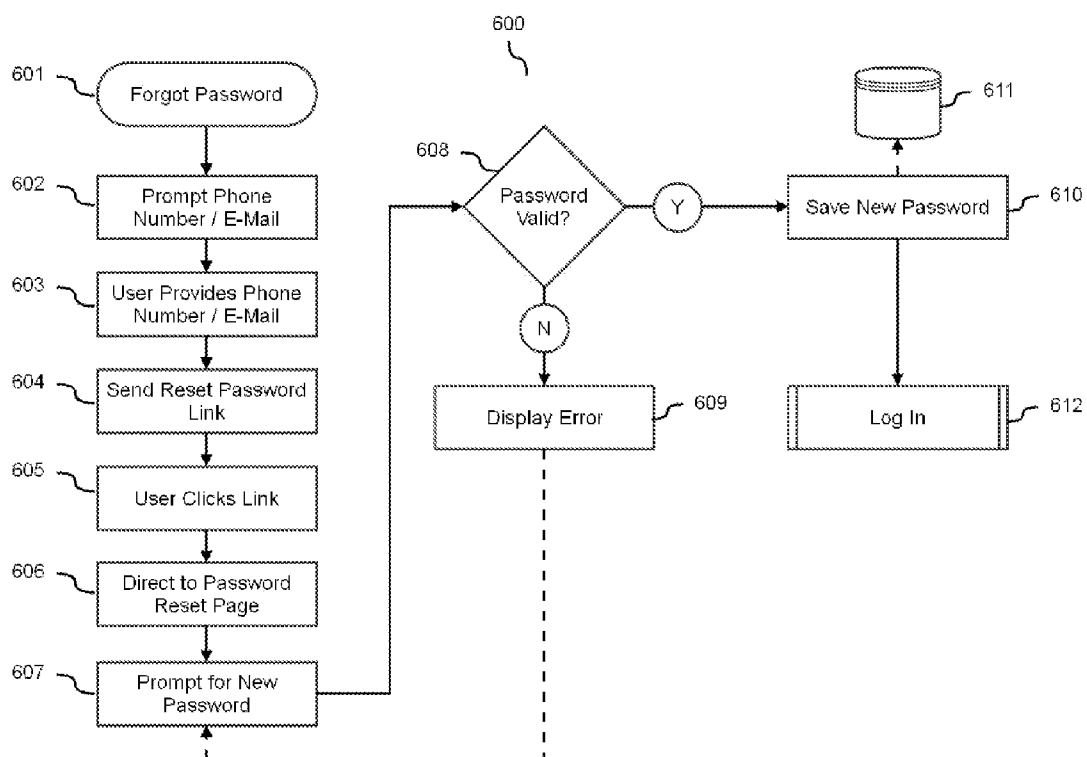 600
601
Forgot Password
602
Prompt Phone
Number / E-Mail
603
User Provides Phone
Number / E-Mail
604
Send Reset Password
Link
605
User Clicks Link
606
Direct to Password
Reset Page
607
Prompt for New
Password
608
Password
Valid?
Y
N
609
Display Error
611
610
Save New Password
612
Log In